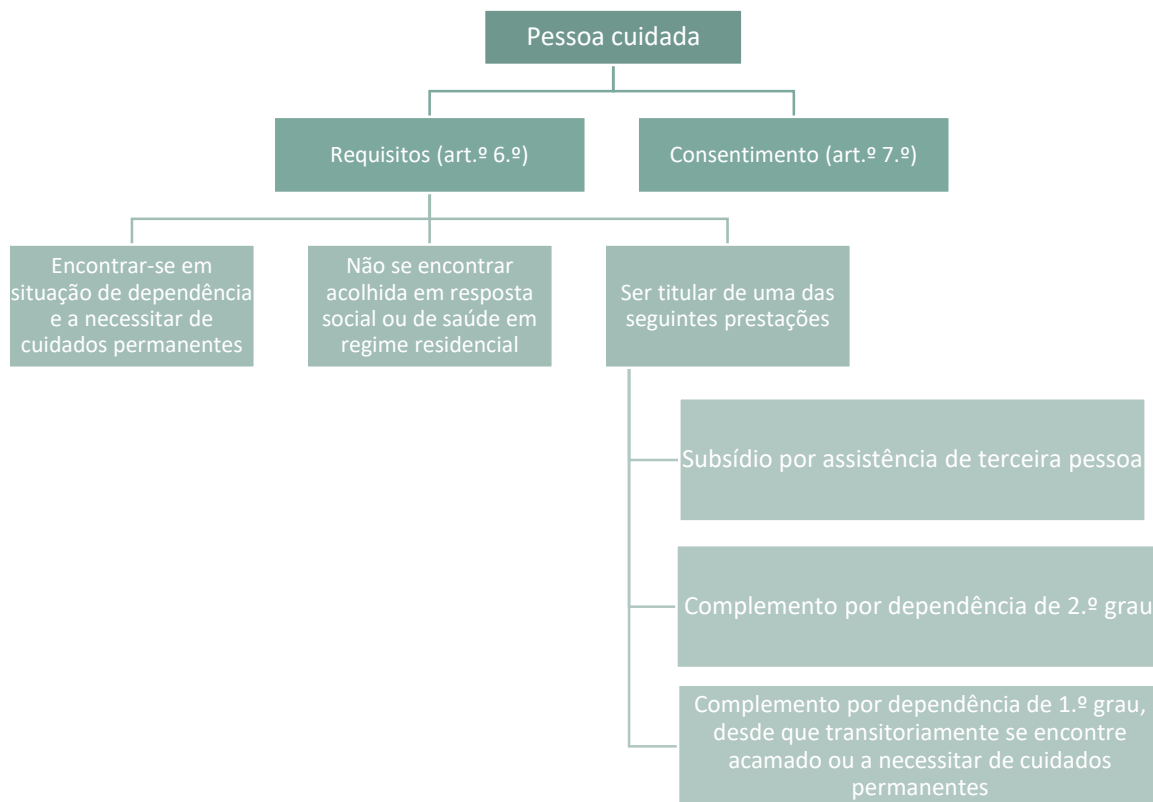 Pessoa cuidada
Requisitos (art.º 6.º)
Consentimento (art.º 7.º)
Encontrar-se em
situação de dependência
e a necessitar de
cuidados permanentes
Não se encontrar
acolhida em resposta
social ou de saúde em
regime residencial
Ser titular de uma das
seguintes prestações
Subsídio por assistência de terceira pessoa
Complemento por dependência de 2.º grau
Complemento por dependência de 1.º grau,
desde que transitoriamente se encontre
acamado ou a necessitar de cuidados
permanentes